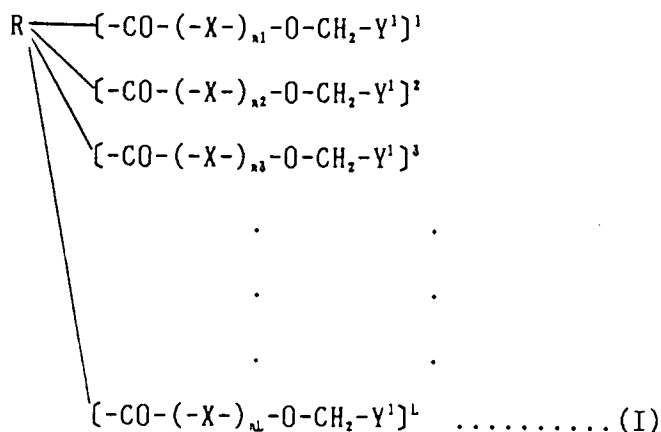 R [-CO-(-X-)n1-O-CH2-Y1]1
[-CO-(-X-)n2-O-CH2-Y1]2
[-CO-(-X-)n3-O-CH2-Y1]3
. .
. .
. .
[-CO-(-X-)nL-O-CH2-Y1]L ..........(I)